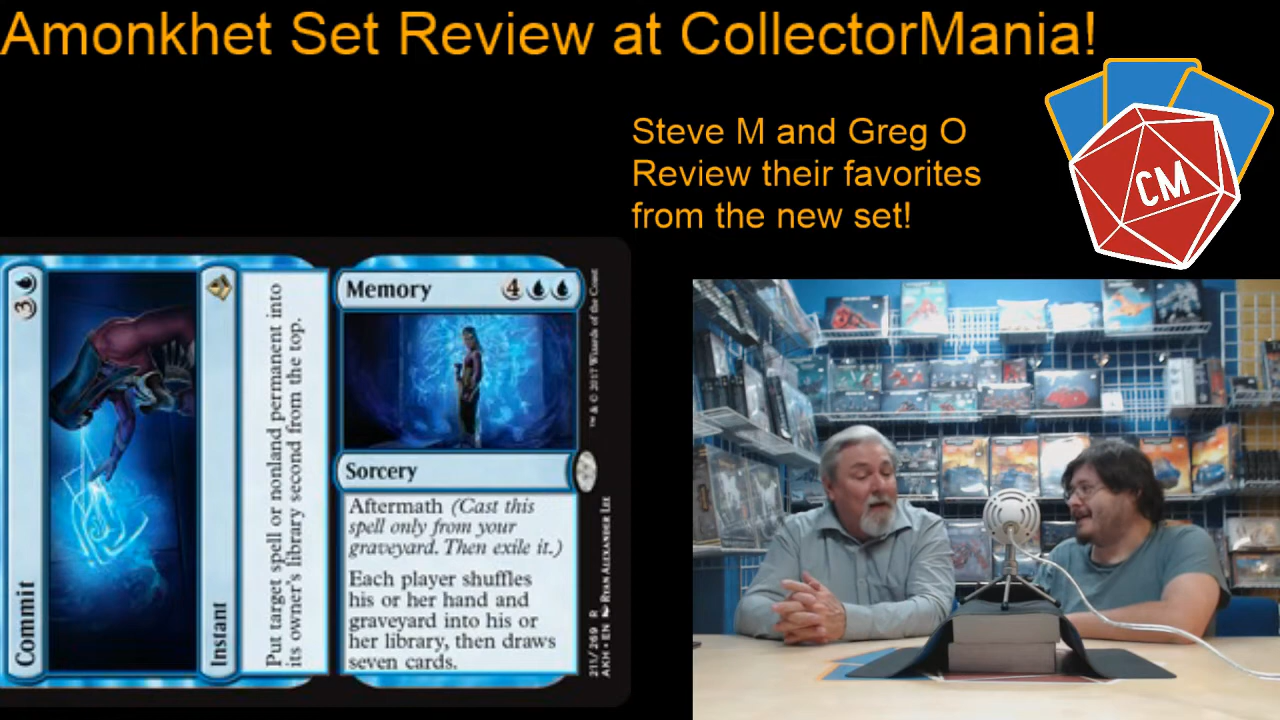 Amonkhet Set Review at CollectorMania!
Steve M and Greg O
Review their favorites
from the new set!
CM
Commit 3
Instant
Put target spell or nonland permanent into
its owner's library second from the top.
Memory 4
Sorcery
Aftermath (Cast this
spell only from your
graveyard. Then exile it.)
Each player shuffles
his or her hand and
graveyard into his or
her library, then draws
seven cards.
211/269 R
AKH • EN RYAN ALEXANDER LEE
™ & © 2017 Wizards of the Coast